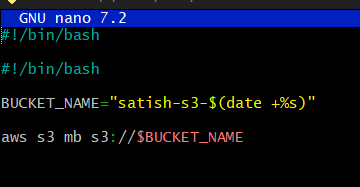 GNU nano 7.2
#!/bin/bash
#!/bin/bash
BUCKET_NAME="satish-s3-$(date +%s)"
aws s3 mb s3://$BUCKET_NAME